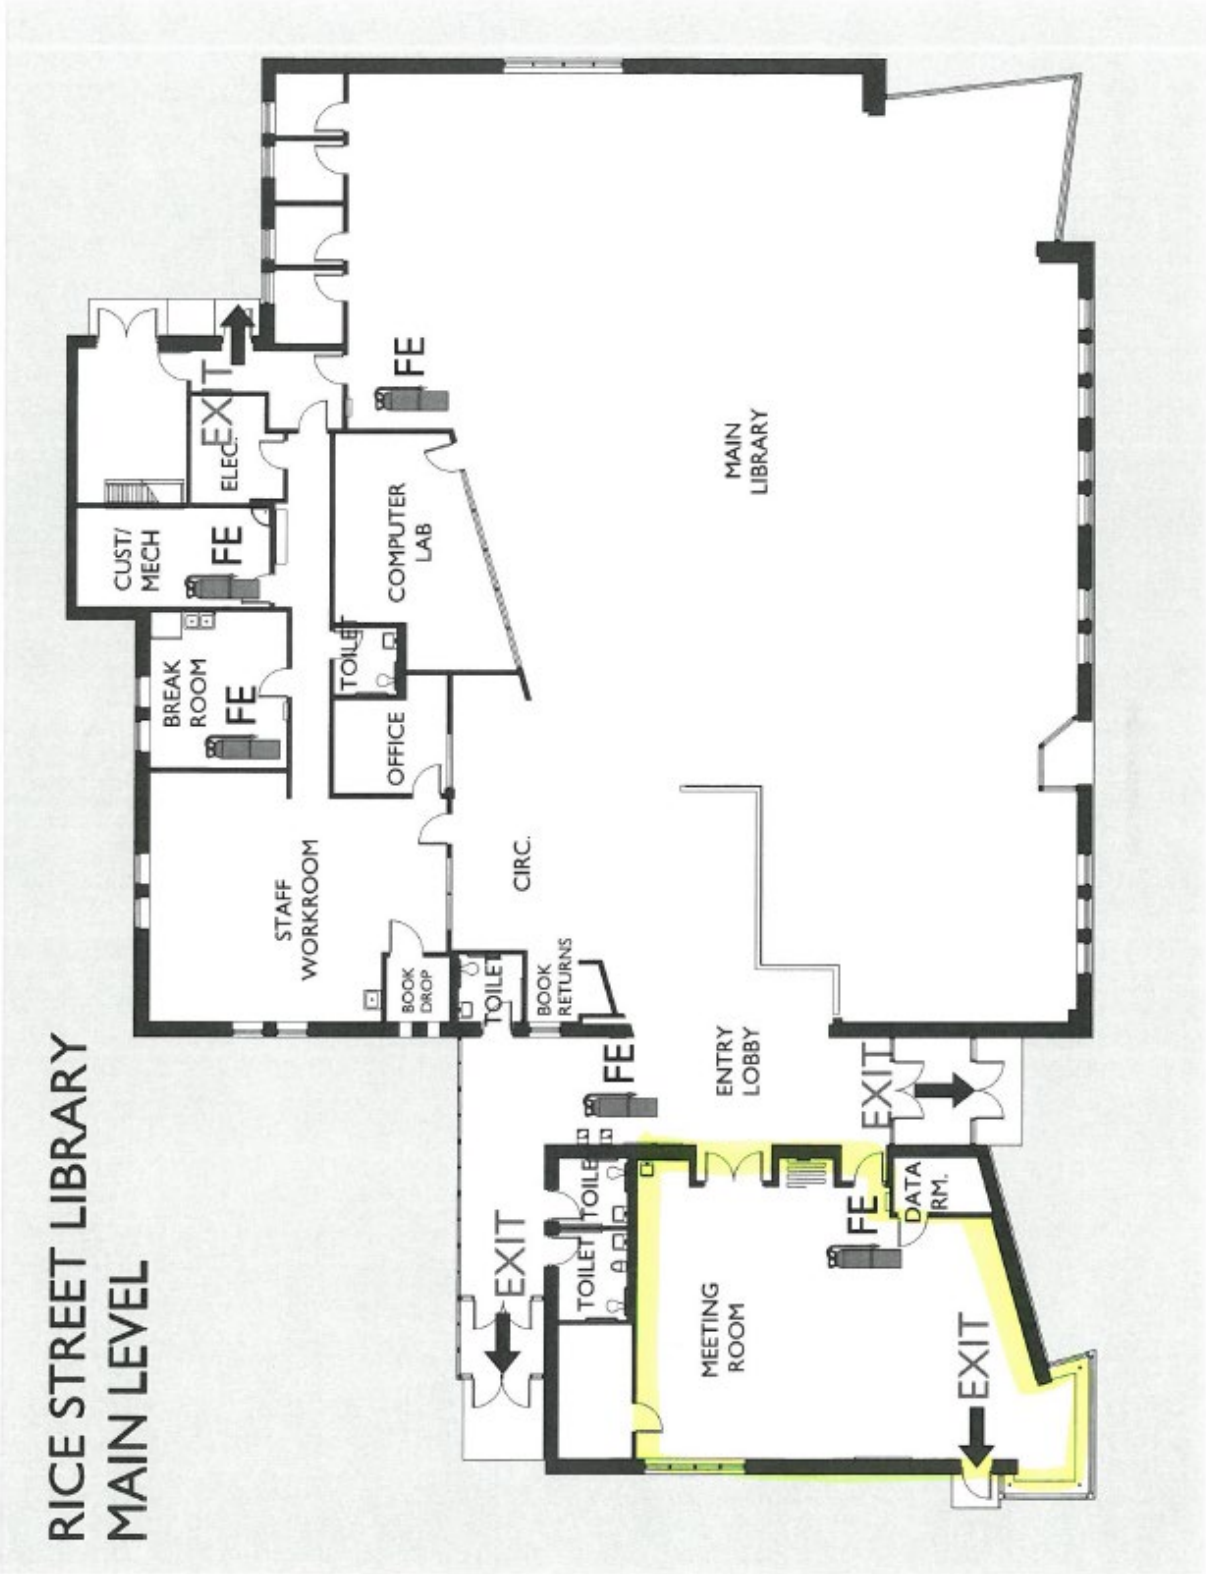 RICE STREET LIBRARY
MAIN LEVEL
CUST/
MECH
BREAK
ROOM
FE
FE
ELEC.
EXIT
STAFF
WORKROOM
TOILET
OFFICE
COMPUTER
LAB
FE
BOOK
DROP
TOILET
CIRC.
BOOK
RETURNS
EXIT
TOILET
TOILET
FE
MEETING
ROOM
ENTRY
LOBBY
MAIN
LIBRARY
FE
EXIT
DATA
RM.
EXIT